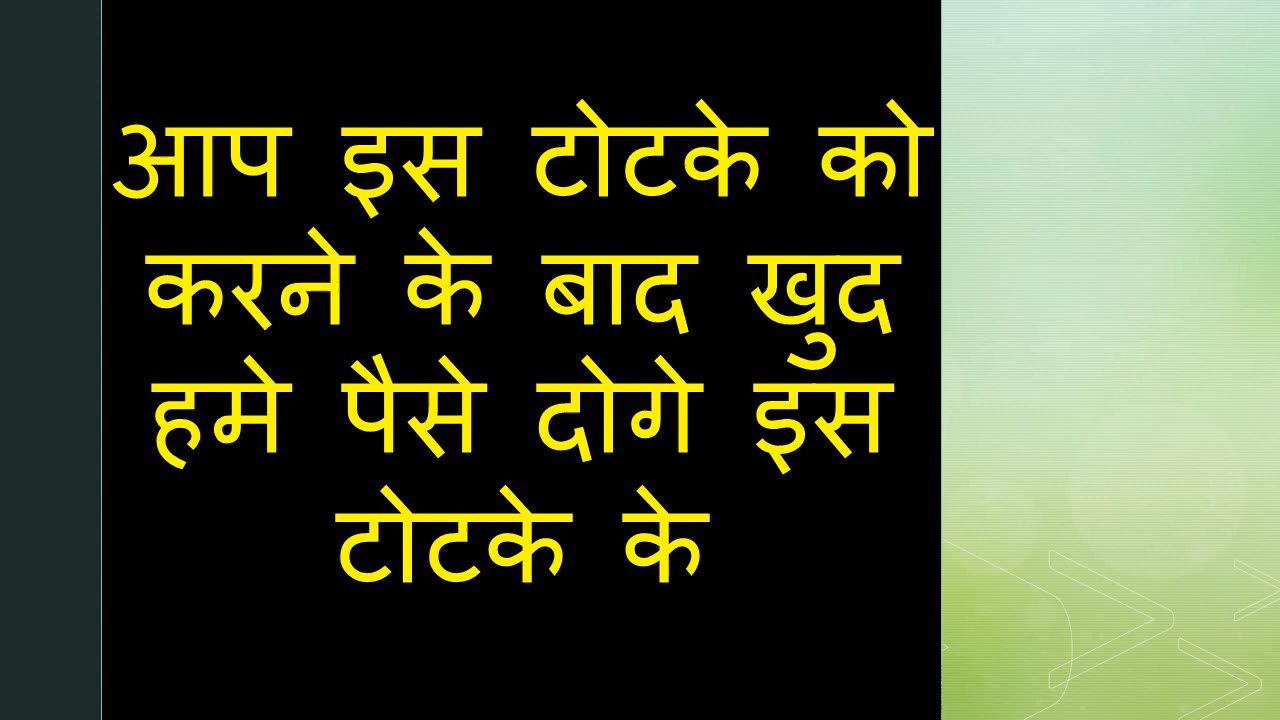 आप इस टोटके को
करने के बाद खुद
हमे पैसे दोगे इस
टोटके के